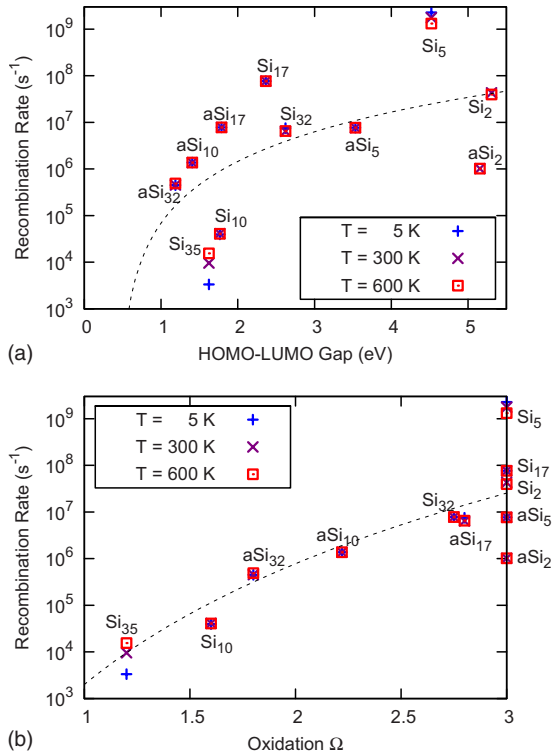 10⁹
10⁸
10⁷
10⁶
10⁵
10⁴
10³
Recombination Rate (s⁻¹)
Si₅
Si₁₇
Si₂
aSi₁₇
Si₃₂
aSi₅
aSi₁₀
aSi₂
aSi₃₂
Si₁₀
Si₃₅
T = 5 K
T = 300 K
T = 600 K
0 1 2 3 4 5
(a)
HOMO-LUMO Gap (eV)
10⁹
10⁸
10⁷
10⁶
10⁵
10⁴
10³
Recombination Rate (s⁻¹)
T = 5 K
T = 300 K
T = 600 K
Si₅
Si₁₇
Si₂
Si₃₂
aSi₅
aSi₁₇
aSi₁₀
aSi₂
aSi₃₂
Si₁₀
Si₃₅
1 1.5 2 2.5 3
(b)
Oxidation Ω